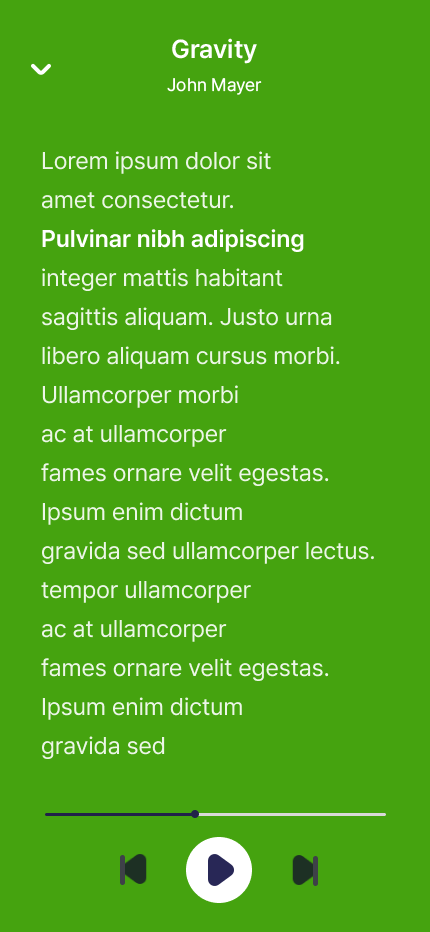 Gravity
John Mayer
Lorem ipsum dolor sit
amet consectetur.
Pulvinar nibh adipiscing
integer mattis habitant
sagittis aliquam. Justo urna
libero aliquam cursus morbi.
Ullamcorper morbi
ac at ullamcorper
fames ornare velit egestas.
Ipsum enim dictum
gravida sed ullamcorper lectus.
tempor ullamcorper
ac at ullamcorper
fames ornare velit egestas.
Ipsum enim dictum
gravida sed